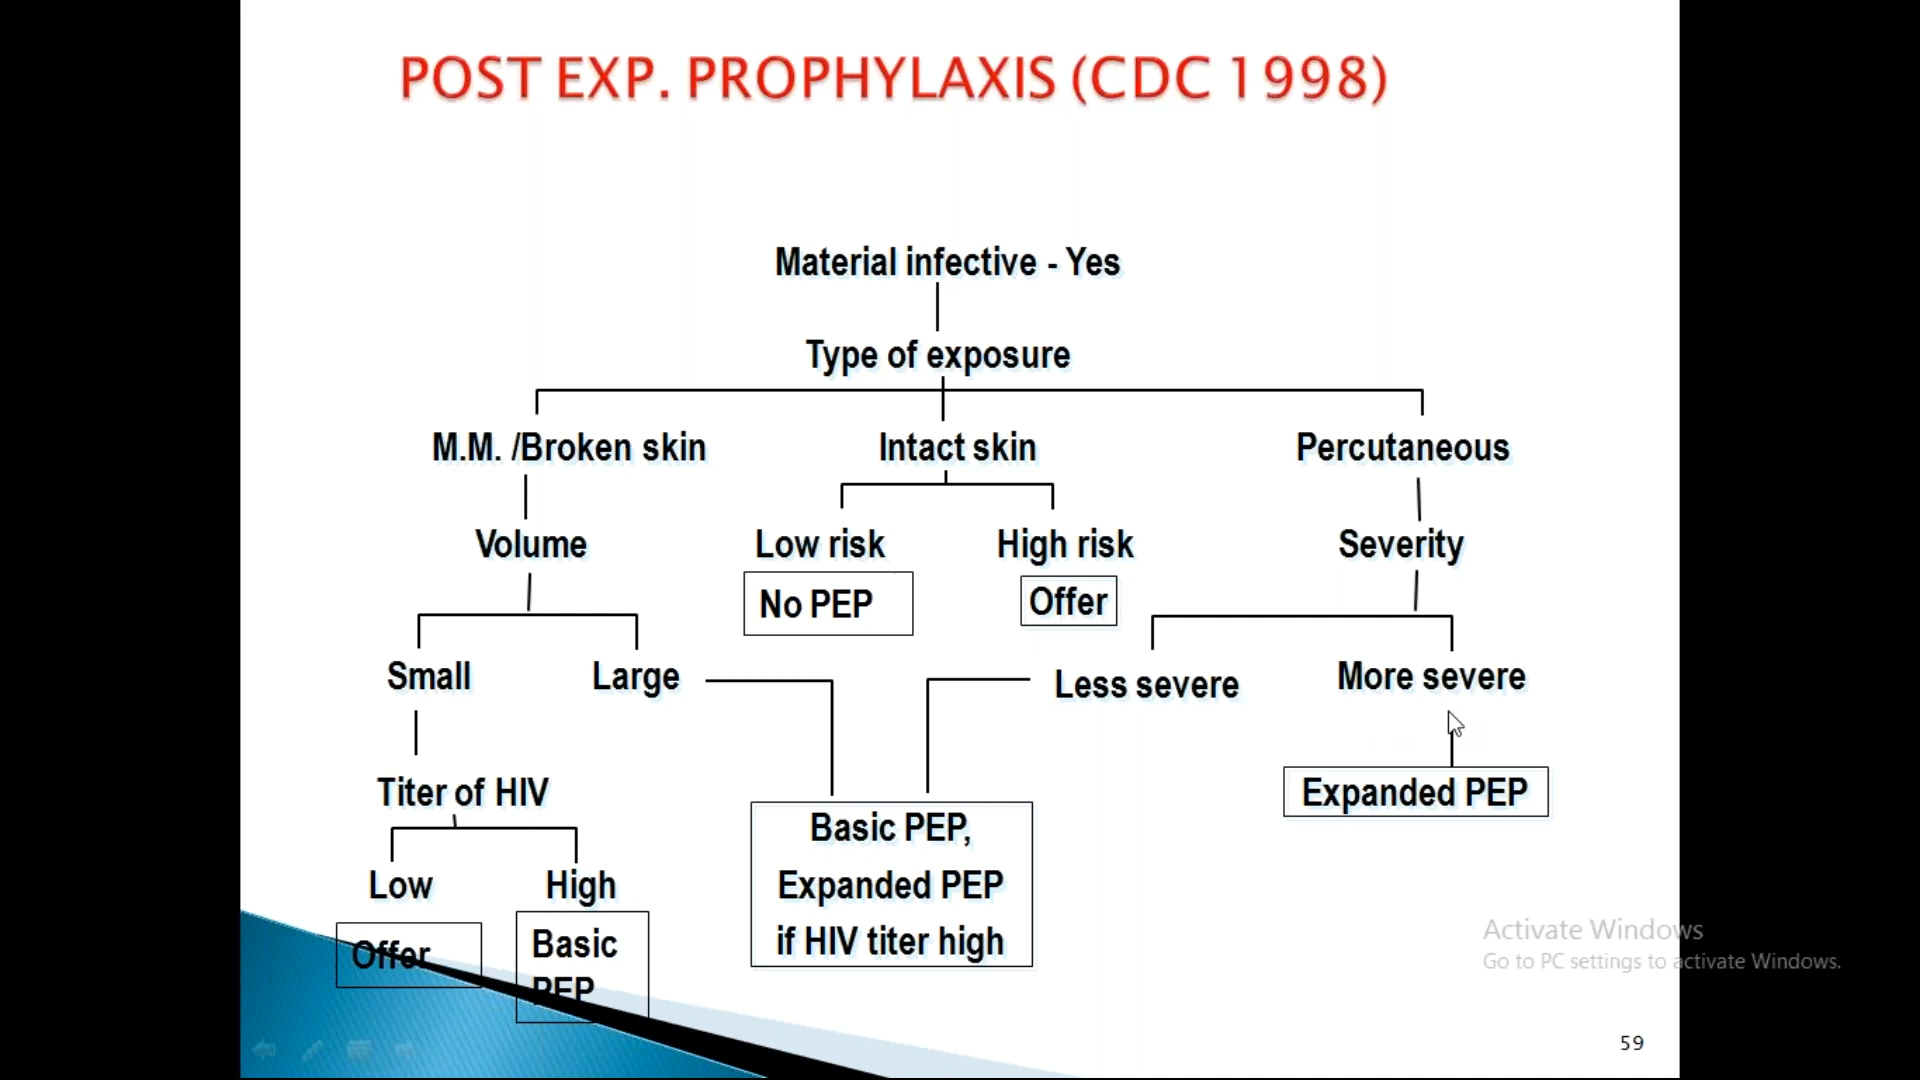 POST EXP. PROPHYLAXIS (CDC 1998)
Material infective - Yes
Type of exposure
M.M. /Broken skin
Intact skin
Percutaneous
Volume
Low risk
High risk
Severity
No PEP
Offer
Small
Large
Less severe
More severe
Titer of HIV
Expanded PEP
Basic PEP,
Expanded PEP
if HIV titer high
Low
High
Offer
Basic
PEP
Activate Windows
Go to PC settings to activate Windows.
59